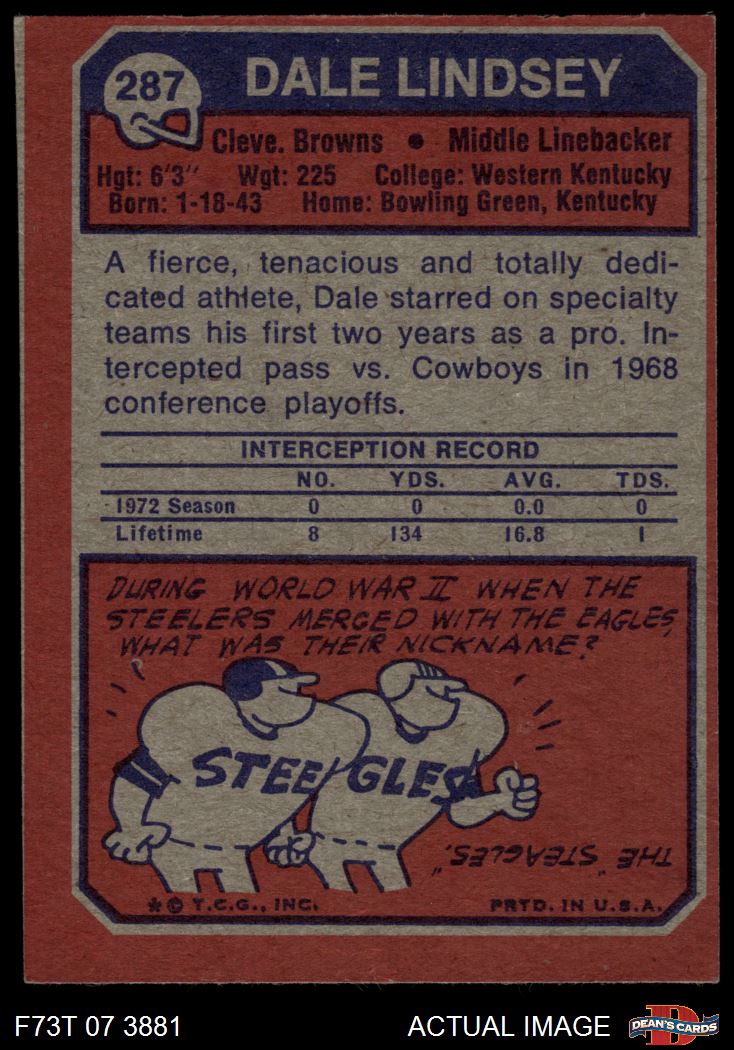 287
DALE LINDSEY
Cleve. Browns • Middle Linebacker
Hgt: 6'3" Wgt: 225 College: Western Kentucky
Born: 1-18-43 Home: Bowling Green, Kentucky
A fierce, tenacious and totally dedi-
cated athlete, Dale starred on specialty
teams his first two years as a pro. In-
tercepted pass vs. Cowboys in 1968
conference playoffs.
INTERCEPTION RECORD
NO. YDS. AVG. TDS.
1972 Season 0 0 0.0 0
Lifetime 8 134 16.8 1
DURING WORLD WAR II WHEN THE
STEELERS MERGED WITH THE EAGLES,
WHAT WAS THEIR NICKNAME?
STEE GLES
THE "STEAGLES."
*© T.C.G., INC. PRTD. IN U.S.A.
F73T 07 3881 ACTUAL IMAGE
D
DEAN'S CARDS